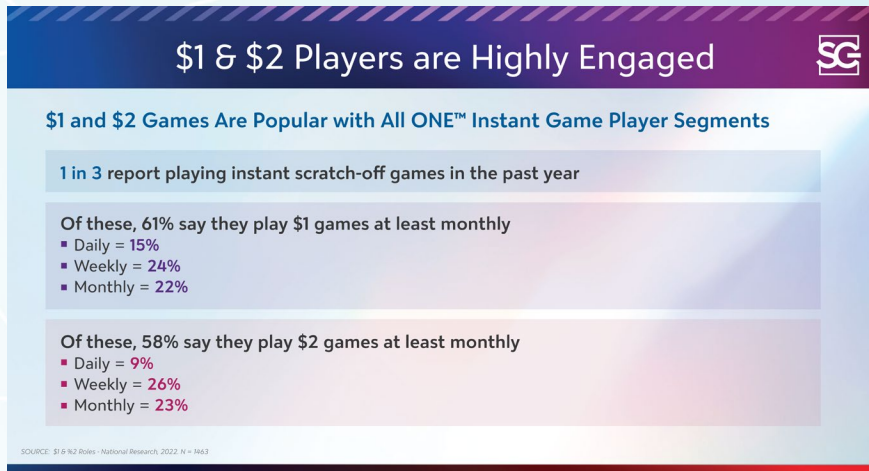 $1 & $2 Players are Highly Engaged
SG
$1 and $2 Games Are Popular with All ONE™ Instant Game Player Segments
1 in 3 report playing instant scratch-off games in the past year
Of these, 61% say they play $1 games at least monthly
▪ Daily = 15%
▪ Weekly = 24%
▪ Monthly = 22%
Of these, 58% say they play $2 games at least monthly
▪ Daily = 9%
▪ Weekly = 26%
▪ Monthly = 23%
SOURCE: $1 & %2 Roles - National Research, 2022. N = 1463